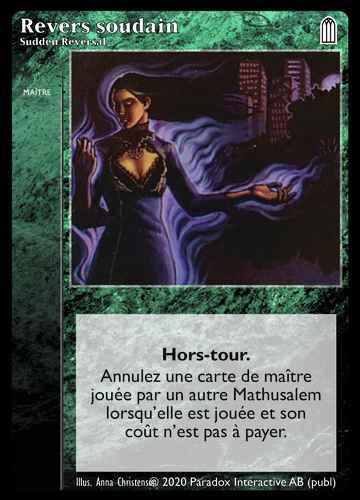 Revers soudain
Sudden Reversal
MAÎTRE
Hors-tour.
Annulez une carte de maître
jouée par un autre Mathusalem
lorsqu'elle est jouée et son
coût n'est pas à payer.
Illus. Anna Christens© 2020 Paradox Interactive AB (publ)